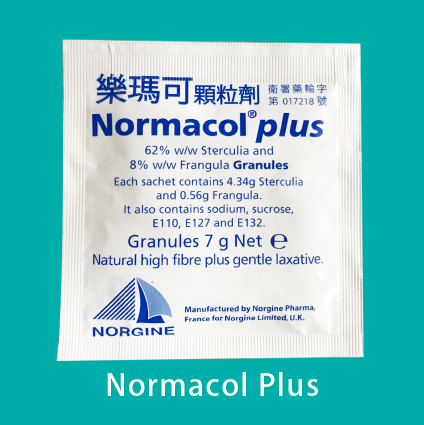 樂瑪可顆粒劑 衛署藥輸字
第 017218 號
Normacol® plus
62% w/w Sterculia and
8% w/w Frangula Granules
Each sachet contains 4.34g Sterculia
and 0.56g Frangula.
It also contains sodium, sucrose,
E110, E127 and E132.
Granules 7 g Net ℮
Natural high fibre plus gentle laxative.
NORGINE
Manufactured by Norgine Pharma,
France for Norgine Limited, U.K.
Normacol Plus